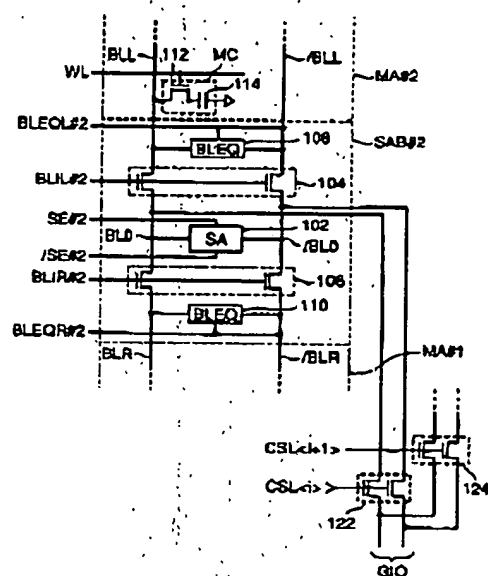 BLL 112 MC /BLL
WL
114
MA#2
BLEQL#2
SAB#2
108
BLEQ
BLIL#2
104
SE#2
102
BL0 SA /BL0
/SE#2
BLIR#2
106
110
BLEQ
BLEQR#2
BLR /BLR MA#1
CSL<i+1>
124
CSL<i>
122
GIO